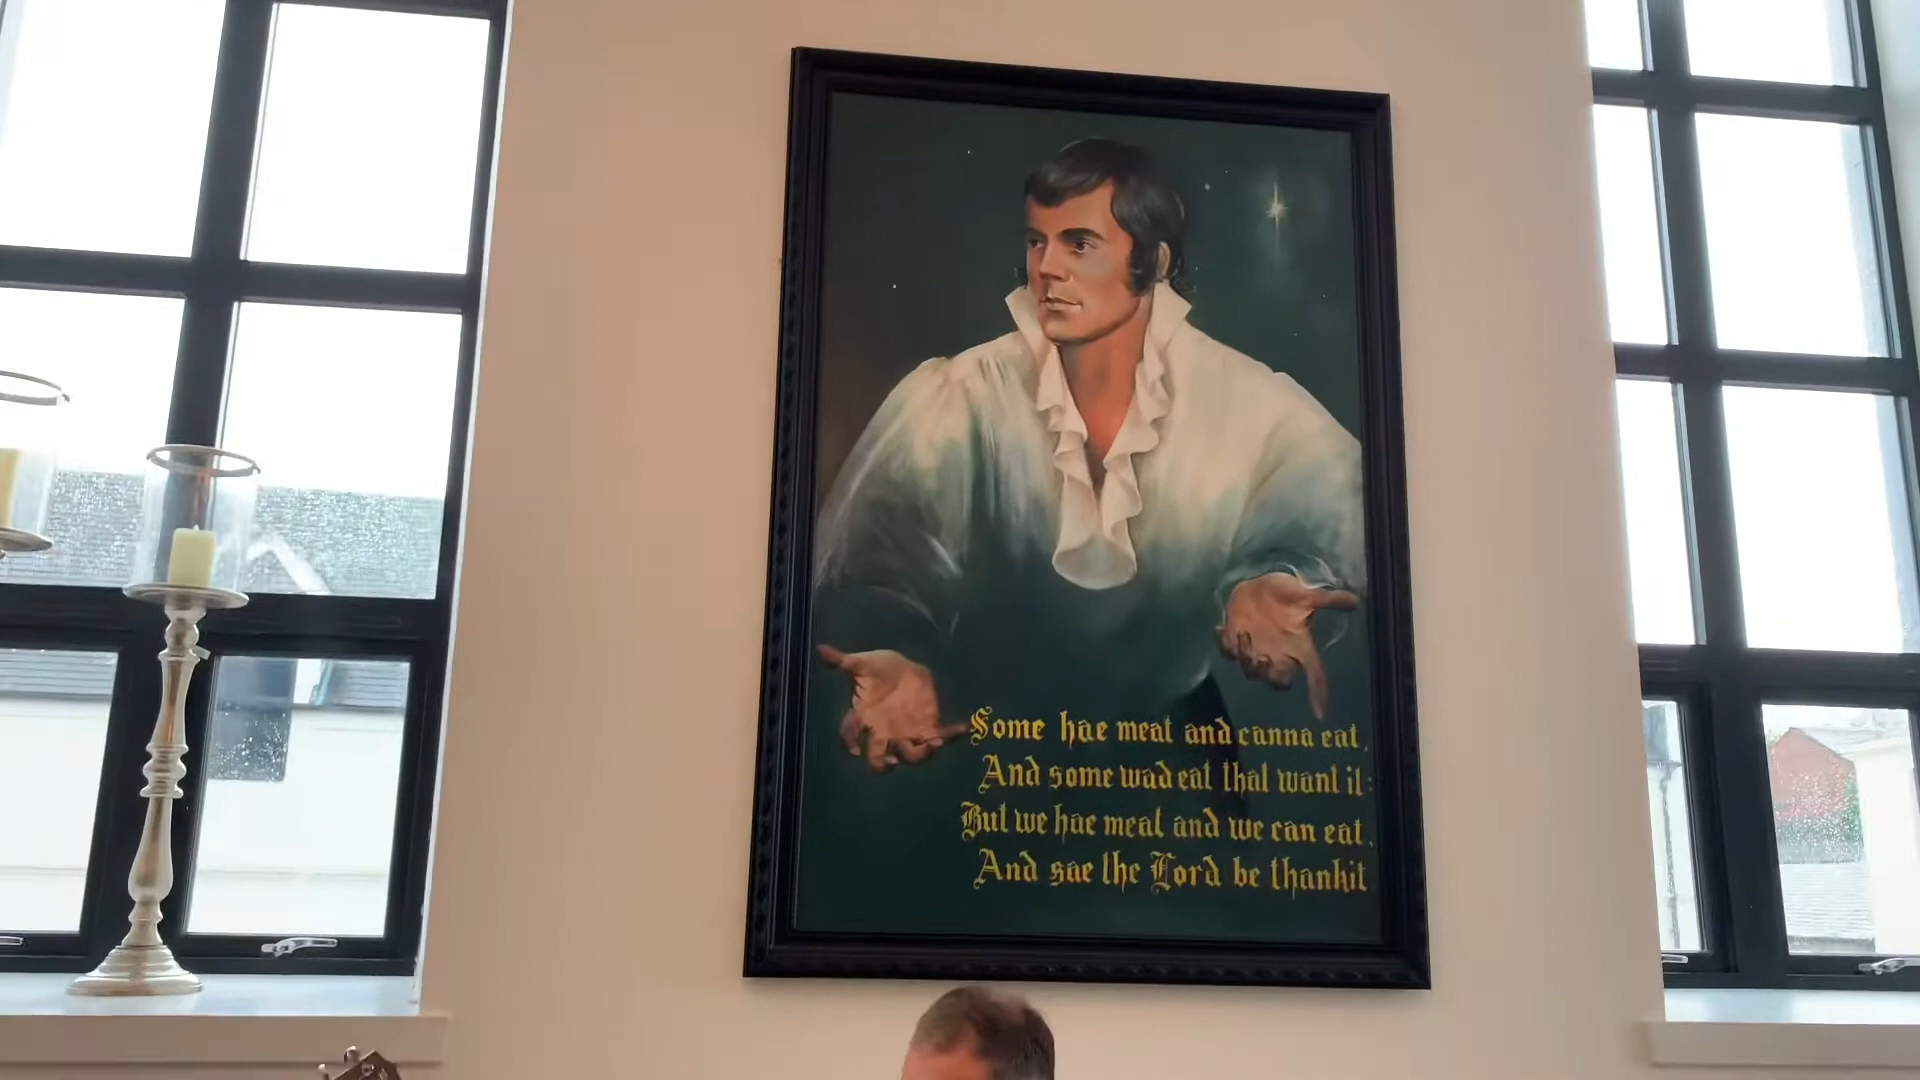 Some hae meat and canna eat,
And some wad eat that want it:
But we hae meat and we can eat,
And sae the Lord be thankit